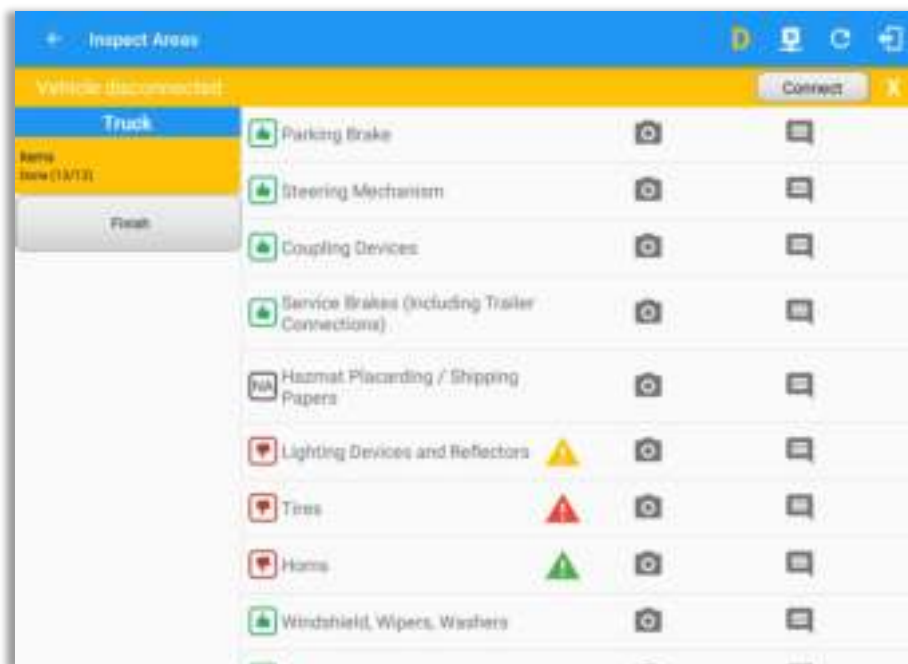 Inspect Areas
D
Vehicle disconnected
Connect X
Truck
Items
Done (13/13)
Finish
Parking Brake
Steering Mechanism
Coupling Devices
Service Brakes (Including Trailer
Connections)
NA Hazmat Placarding / Shipping
Papers
Lighting Devices and Reflectors
Tires
Horns
Windshield, Wipers, Washers